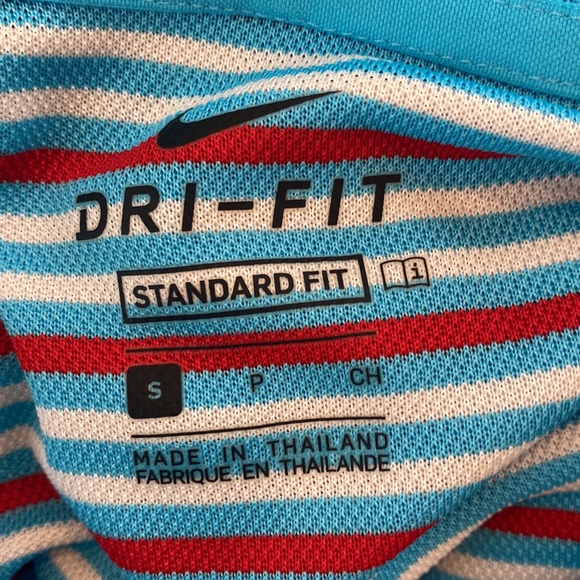 DRI-FIT
STANDARD FIT i
S P CH
MADE IN THAILAND
FABRIQUE EN THAILANDE